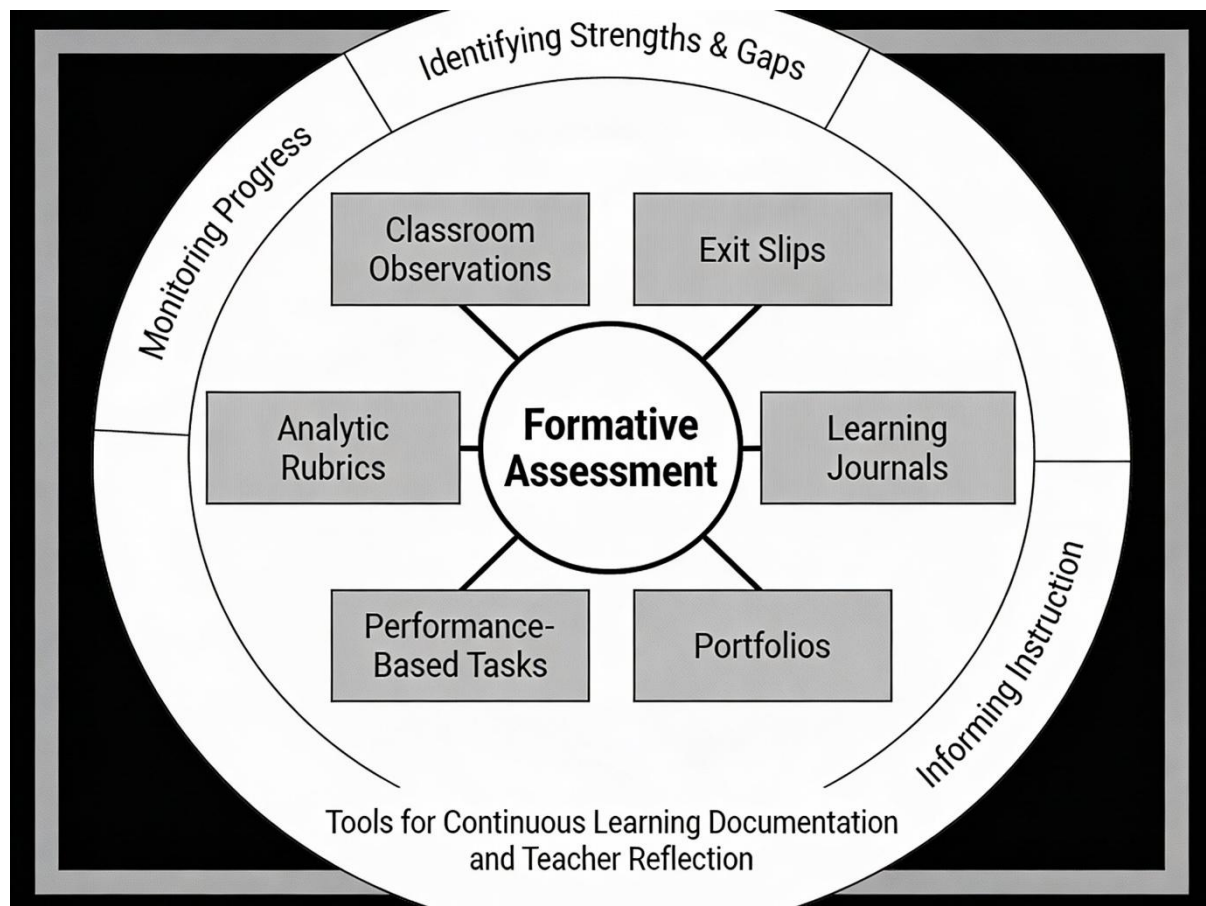 Identifying Strengths & Gaps
Monitoring Progress
Classroom
Observations
Exit Slips
Analytic
Rubrics
Formative
Assessment
Learning
Journals
Performance-
Based Tasks
Portfolios
Informing Instruction
Tools for Continuous Learning Documentation
and Teacher Reflection